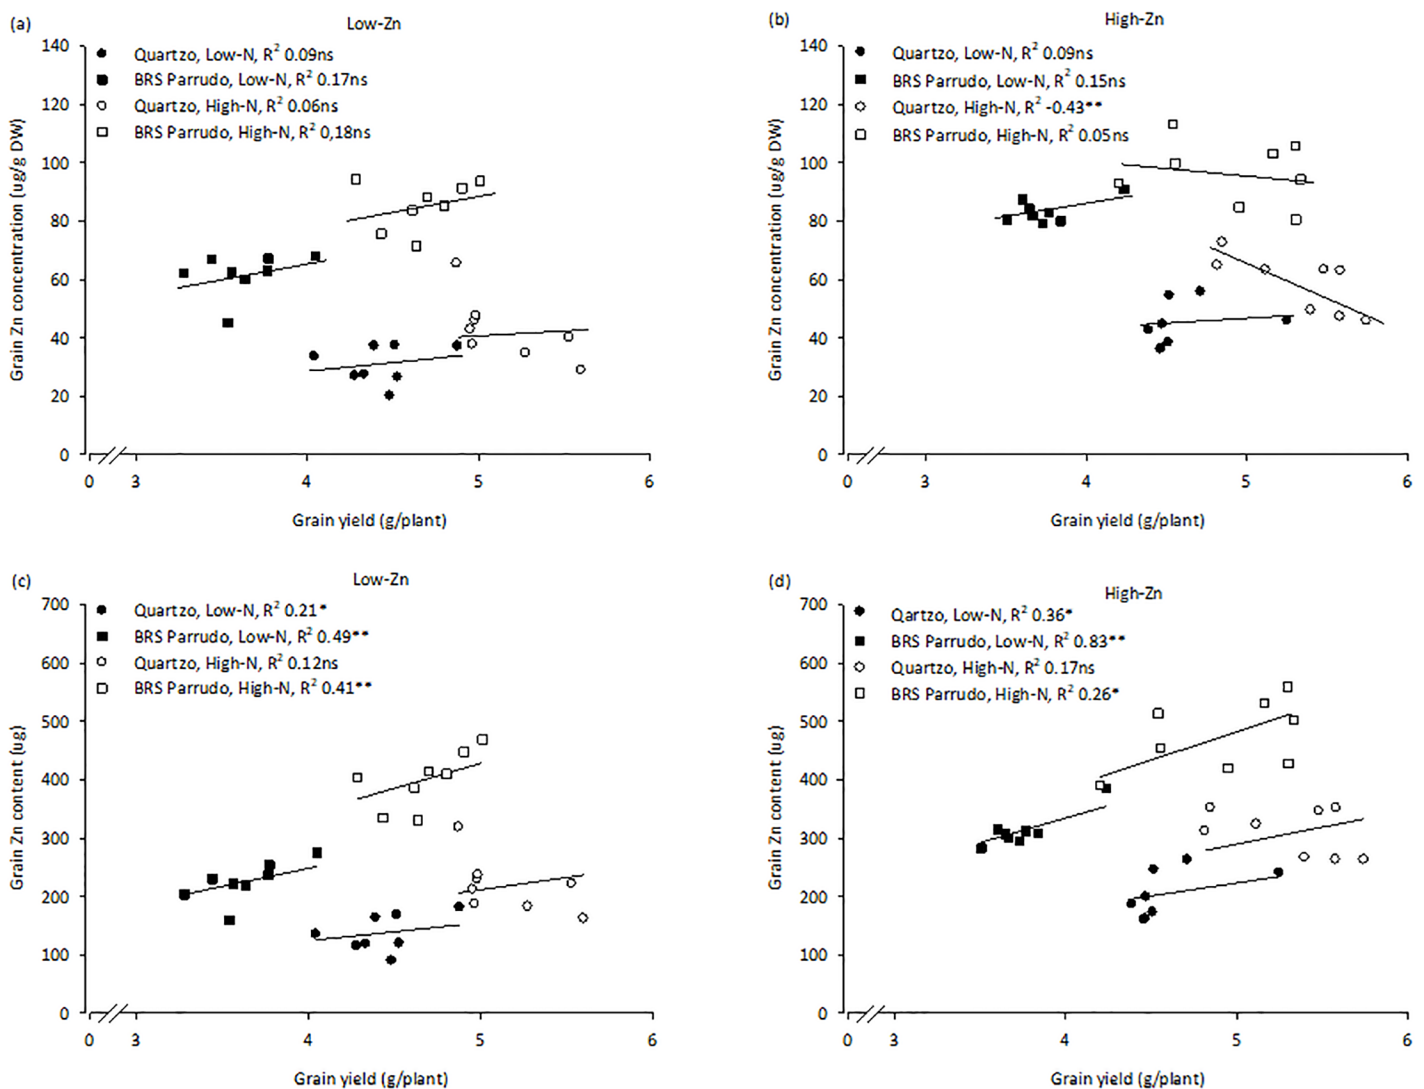 (a)
Low-Zn
Quartzo, Low-N, R² 0.09ns
BRS Parrudo, Low-N, R² 0.17ns
Quartzo, High-N, R² 0.06ns
BRS Parrudo, High-N, R² 0,18ns
Grain Zn concentration (ug/g DW)
140
120
100
80
60
40
20
0
0 3 4 5 6
Grain yield (g/plant)
(b)
High-Zn
Quartzo, Low-N, R² 0.09ns
BRS Parrudo, Low-N, R² 0.15ns
Quartzo, High-N, R² -0.43**
BRS Parrudo, High-N, R² 0.05ns
Grain Zn concentration (ug/g DW)
140
120
100
80
60
40
20
0
0 3 4 5 6
Grain yield (g/plant)
(c)
Low-Zn
Quartzo, Low-N, R² 0.21*
BRS Parrudo, Low-N, R² 0.49**
Quartzo, High-N, R² 0.12ns
BRS Parrudo, High-N, R² 0.41**
Grain Zn content (ug)
700
600
500
400
300
200
100
0
0 3 4 5 6
Grain yield (g/plant)
(d)
High-Zn
Qartzo, Low-N, R² 0.36*
BRS Parrudo, Low-N, R² 0.83**
Quartzo, High-N, R² 0.17ns
BRS Parrudo, High-N, R² 0.26*
Grain Zn content (ug)
700
600
500
400
300
200
100
0
0 3 4 5 6
Grain yield (g/plant)